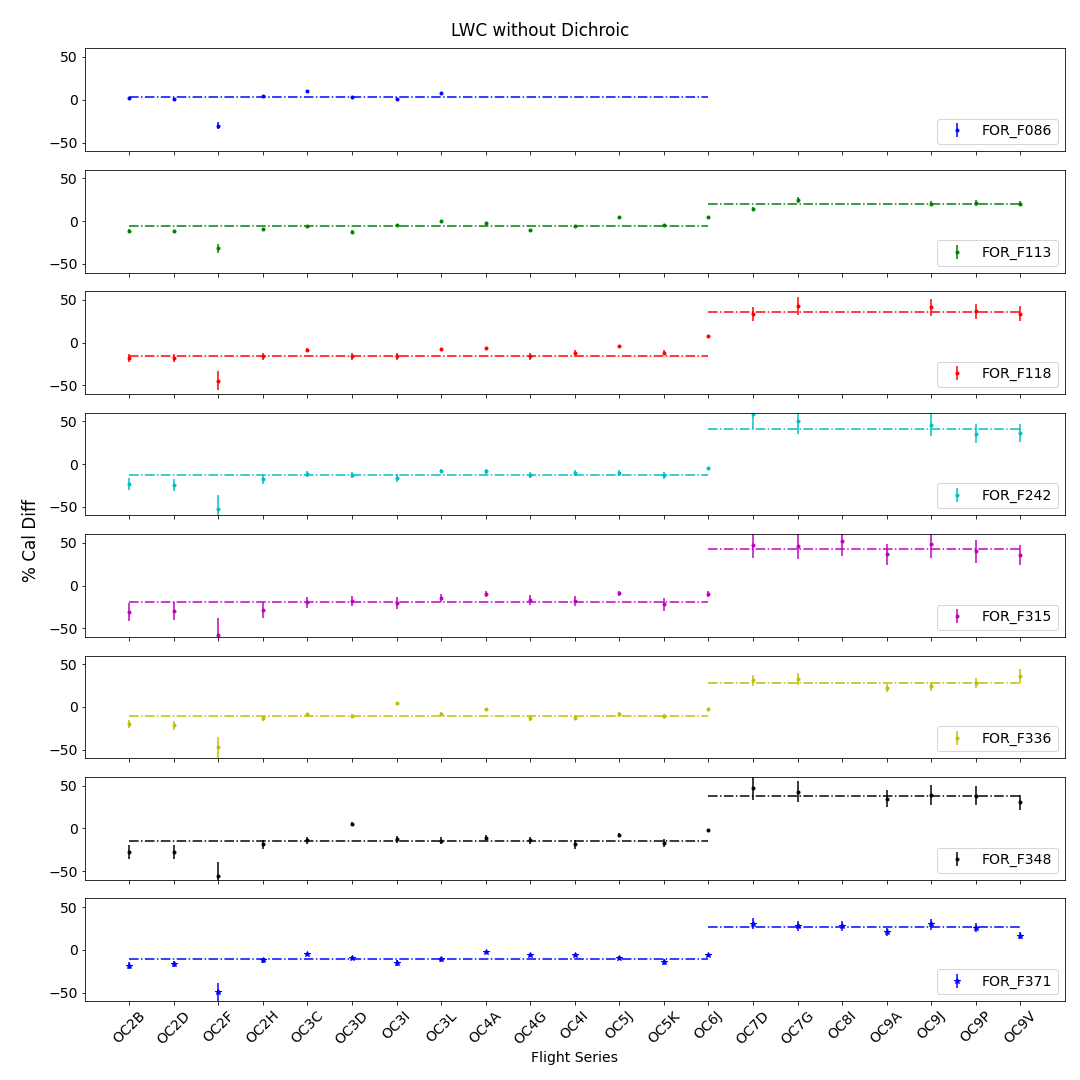 LWC without Dichroic
50
0
−50
FOR_F086
50
0
−50
FOR_F113
50
0
−50
FOR_F118
50
0
−50
FOR_F242
% Cal Diff
50
0
−50
FOR_F315
50
0
−50
FOR_F336
50
0
−50
FOR_F348
50
0
−50
FOR_F371
OC2B OC2D OC2F OC2H OC3C OC3D OC3I OC3L OC4A OC4G OC4I OC5J OC5K OC6J OC7D OC7G OC8I OC9A OC9J OC9P OC9V
Flight Series